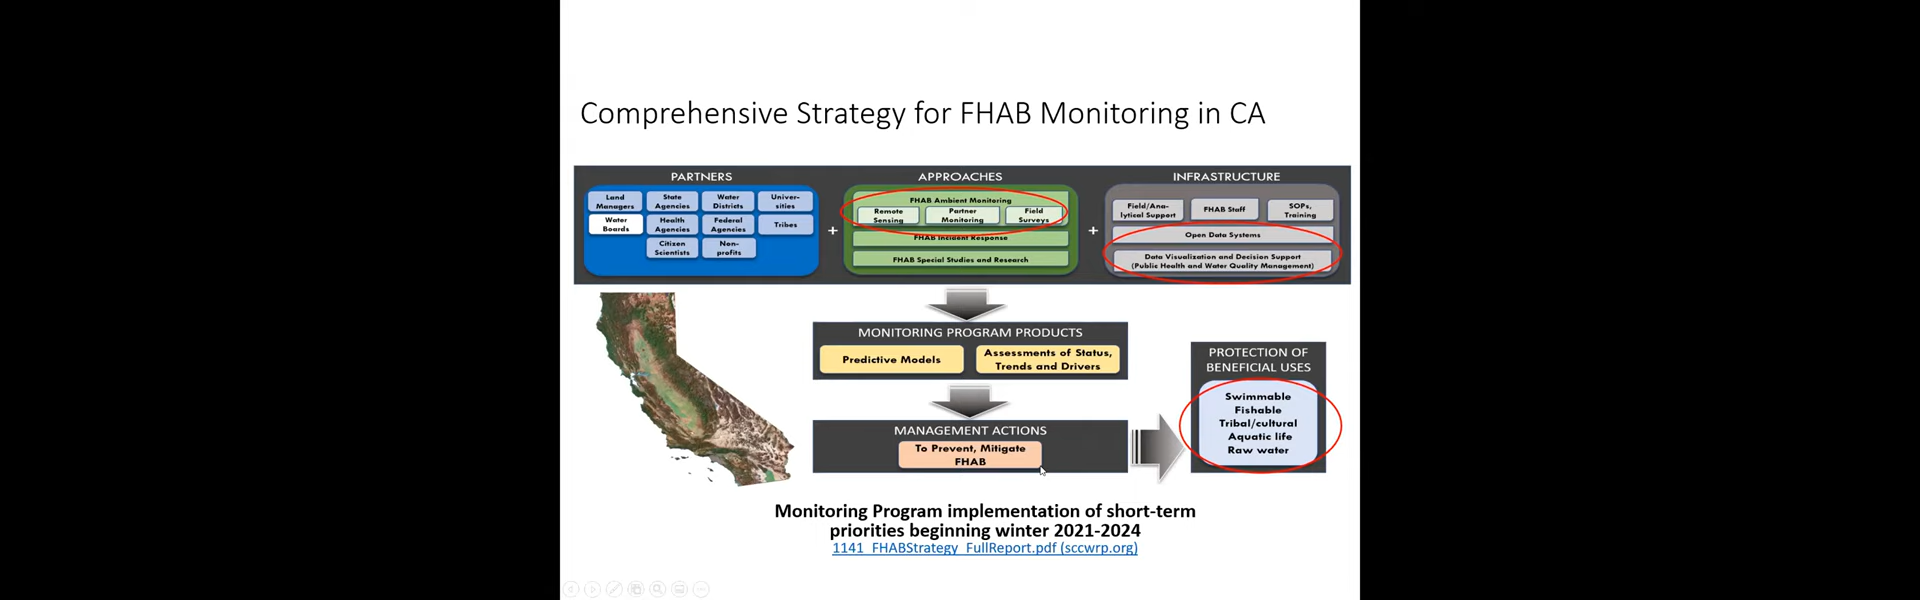 Comprehensive Strategy for FHAB Monitoring in CA
PARTNERS
Land
Managers
State
Agencies
Water
Districts
Univer-
sities
Water
Boards
Health
Agencies
Federal
Agencies
Tribes
Citizen
Scientists
Non-
profits
+
APPROACHES
FHAB Ambient Monitoring
Remote
Sensing
Partner
Monitoring
Field
Surveys
FHAB Incident Response
FHAB Special Studies and Research
+
INFRASTRUCTURE
Field/Ana-
lytical Support
FHAB Staff
SOPs,
Training
Open Data Systems
Data Visualization and Decision Support
(Public Health and Water Quality Management)
MONITORING PROGRAM PRODUCTS
Predictive Models
Assessments of Status,
Trends and Drivers
MANAGEMENT ACTIONS
To Prevent, Mitigate
FHAB
PROTECTION OF
BENEFICIAL USES
Swimmable
Fishable
Tribal/cultural
Aquatic life
Raw water
Monitoring Program implementation of short-term
priorities beginning winter 2021-2024
1141_FHABStrategy_FullReport.pdf (sccwrp.org)